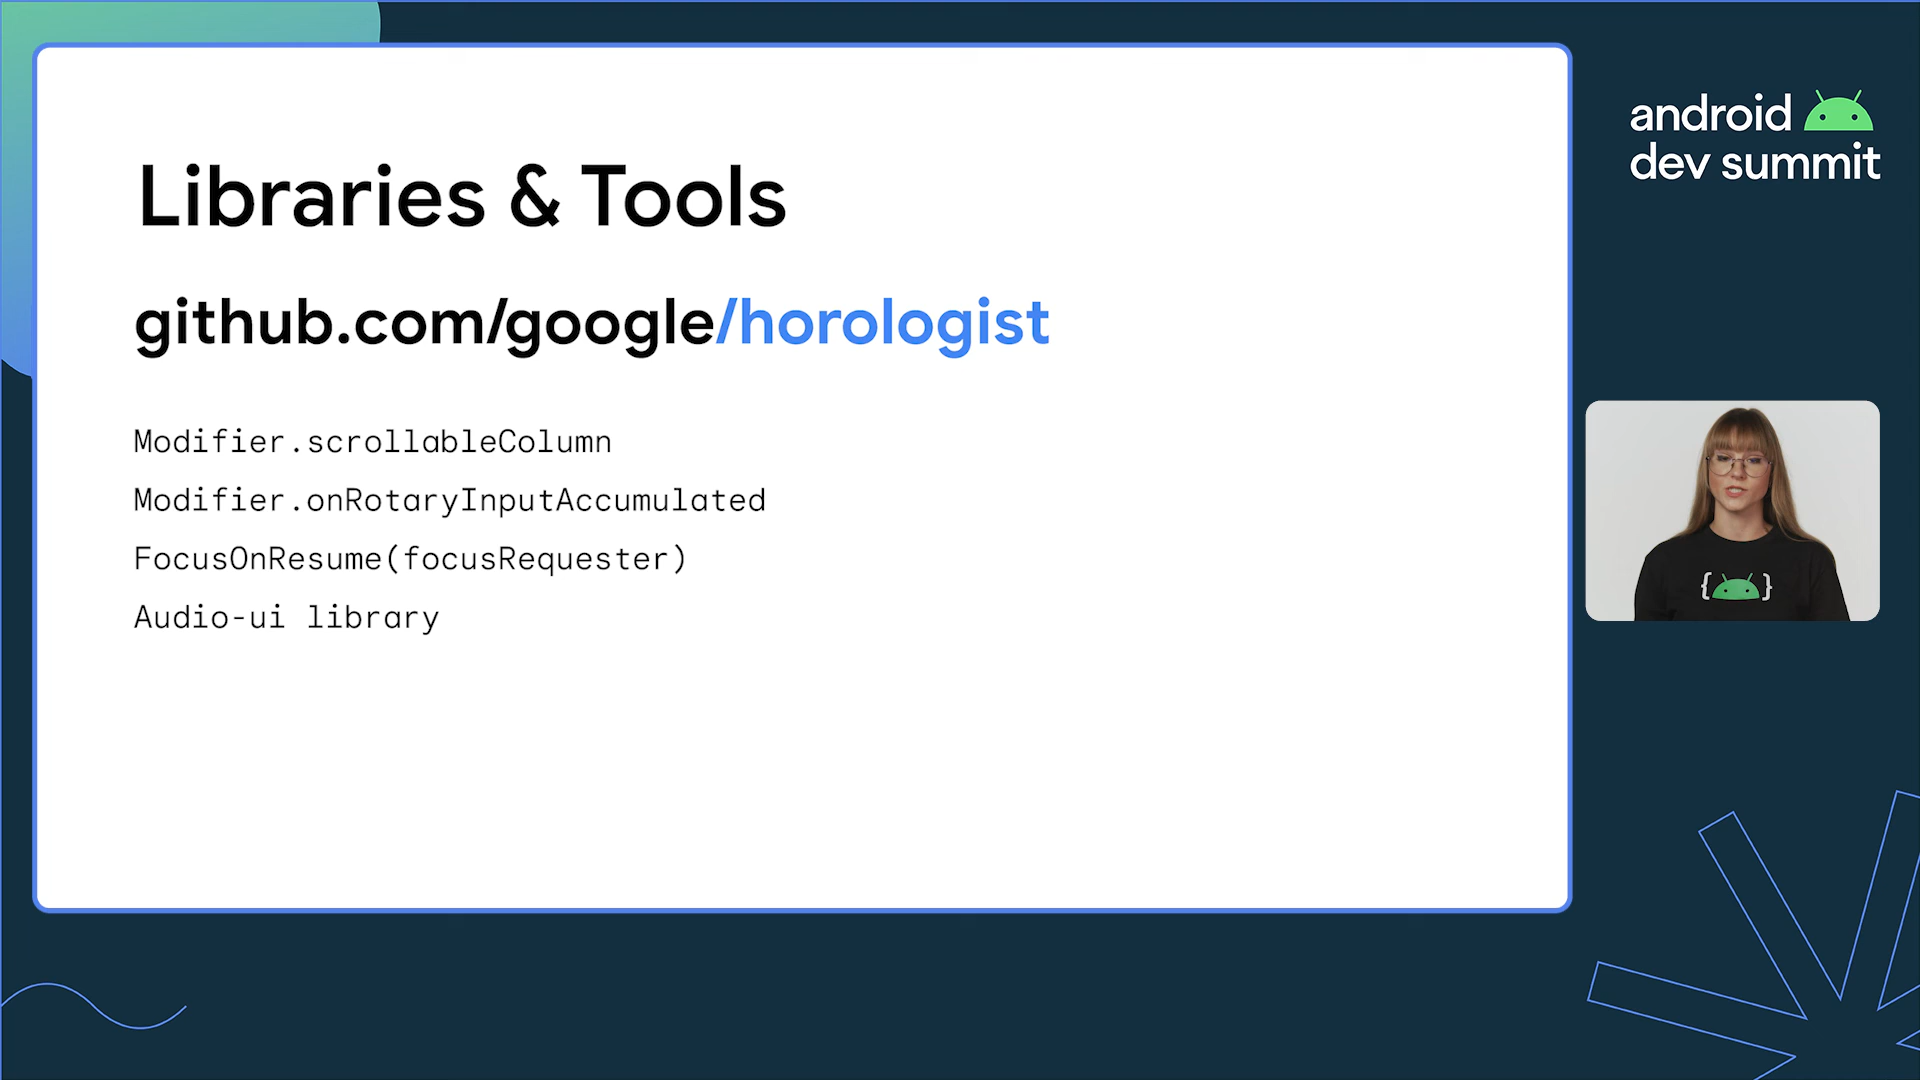 Libraries & Tools
github.com/google/horologist
Modifier.scrollableColumn
Modifier.onRotaryInputAccumulated
FocusOnResume(focusRequester)
Audio-ui library
android
dev summit
{ }